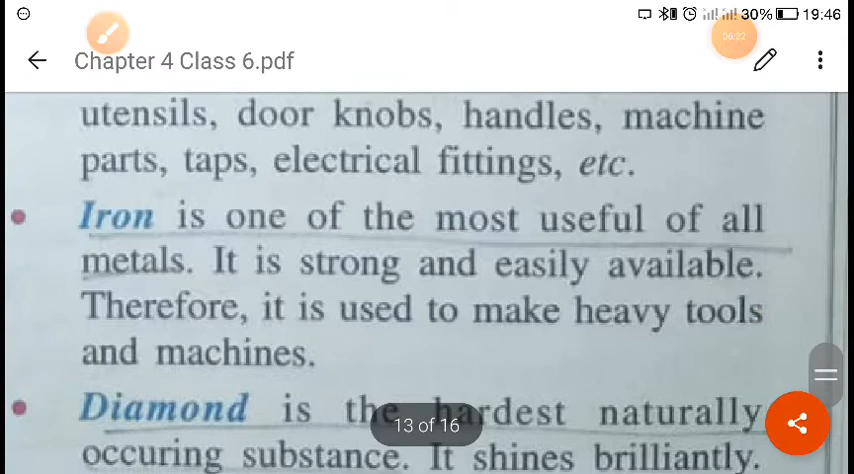 30% 19:46
06:22
Chapter 4 Class 6.pdf
utensils, door knobs, handles, machine
parts, taps, electrical fittings, etc.
Iron is one of the most useful of all
metals. It is strong and easily available.
Therefore, it is used to make heavy tools
and machines.
Diamond is the hardest naturally
13 of 16
occuring substance. It shines brilliantly.